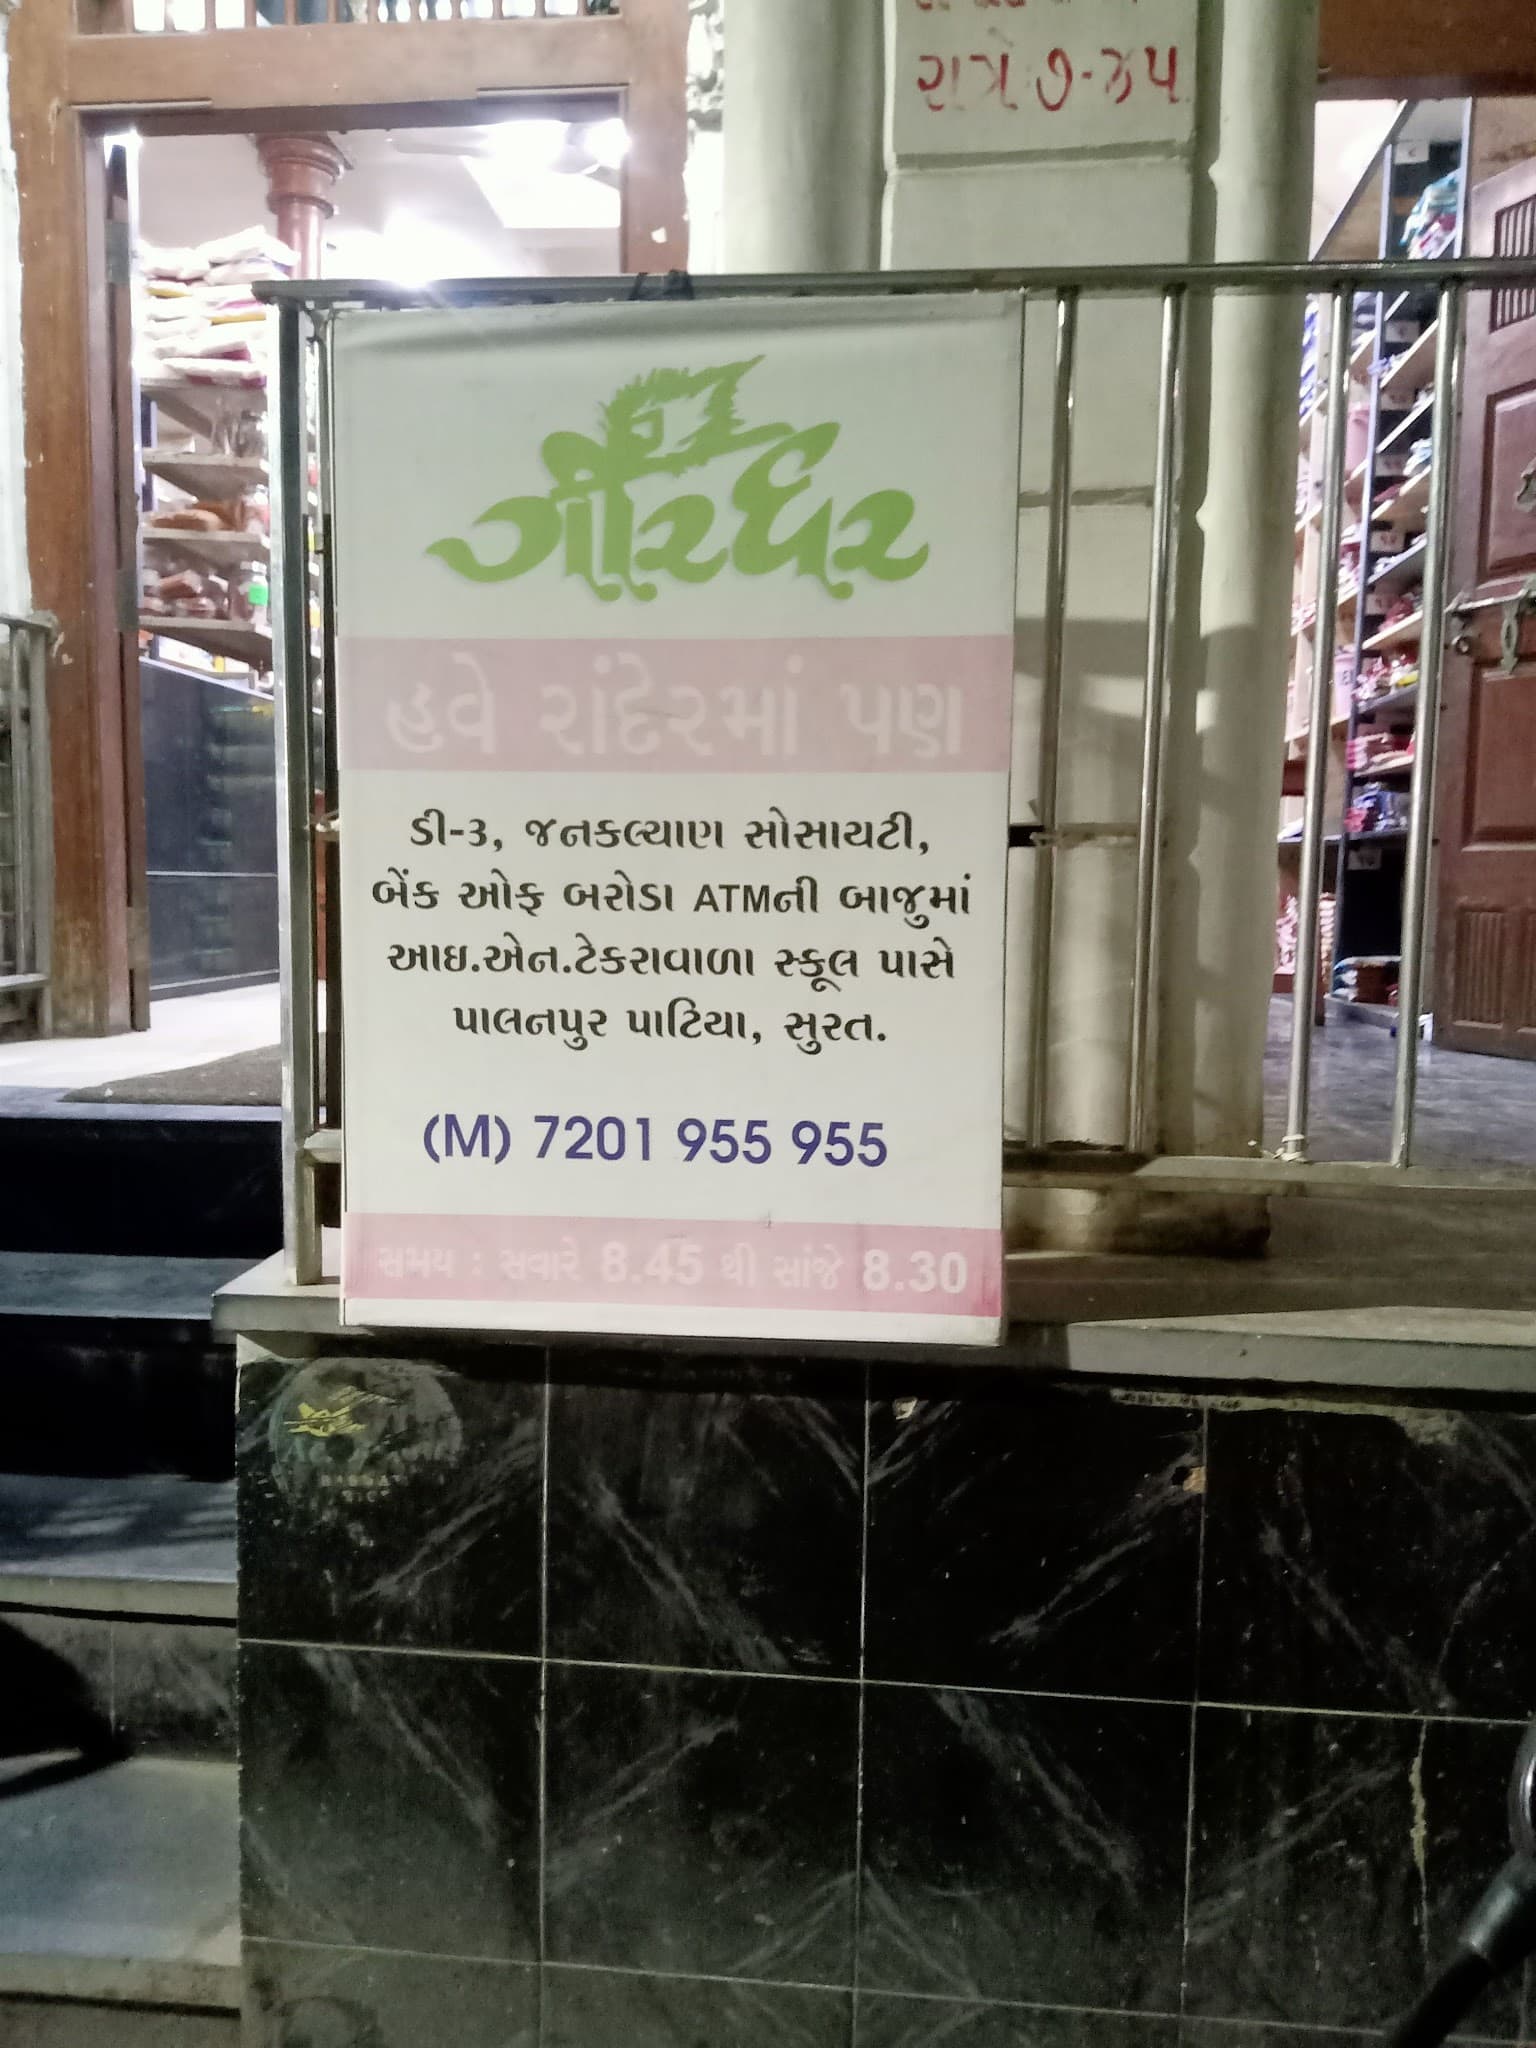 રાત્રે ૭-૩૫
ગીરધર
હવે રાંદેરમાં પણ
ડી-૩, જનકલ્યાણ સોસાયટી,
બેંક ઓફ બરોડા ATMની બાજુમાં
આઇ.એન.ટેકરાવાળા સ્કૂલ પાસે
પાલનપુર પાટિયા, સુરત.
(M) 7201 955 955
સમય : સવારે 8.45 થી સાંજે 8.30